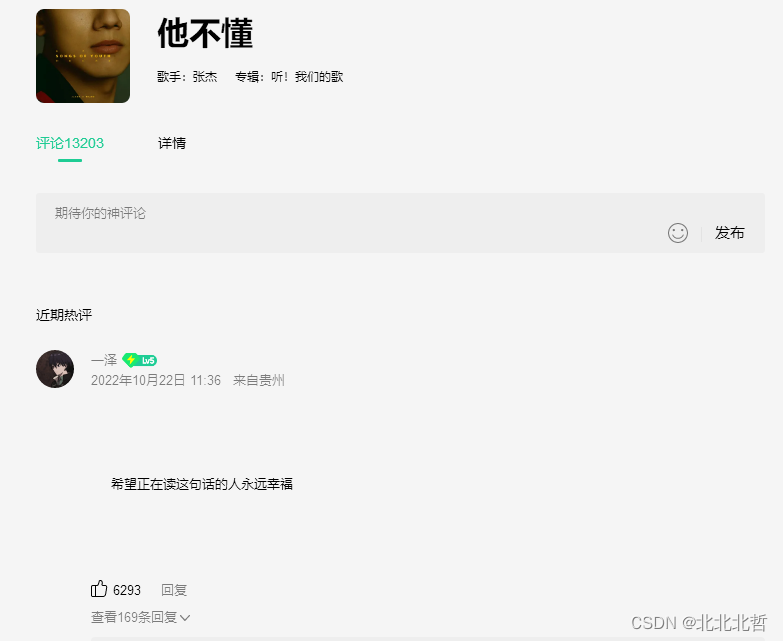 SONGS OF YOUTH
他不懂
歌手：张杰 专辑：听！我们的歌
评论13203 详情
期待你的神评论
发布
近期热评
一泽 Lv5
2022年10月22日 11:36 来自贵州
希望正在读这句话的人永远幸福
6293 回复
查看169条回复
CSDN @北北北哲